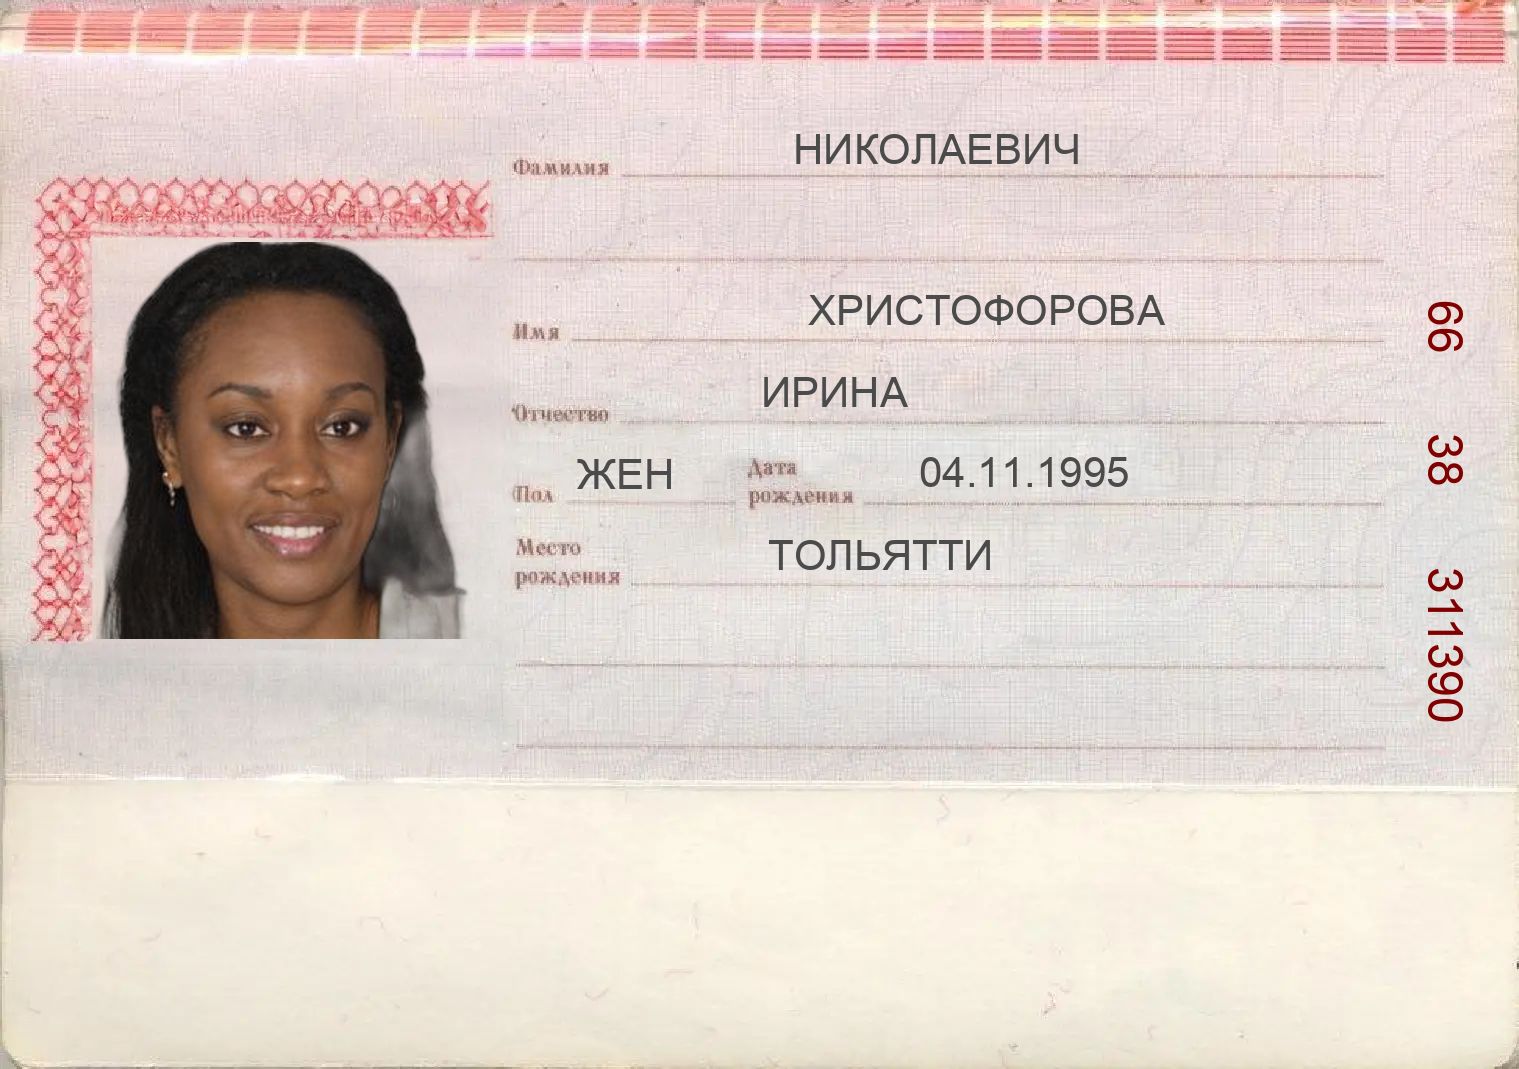 Фамилия НИКОЛАЕВИЧ
Имя ХРИСТОФОРОВА
Отчество ИРИНА
Пол ЖЕН Дата рождения 04.11.1995
Место рождения ТОЛЬЯТТИ
66 38 311390